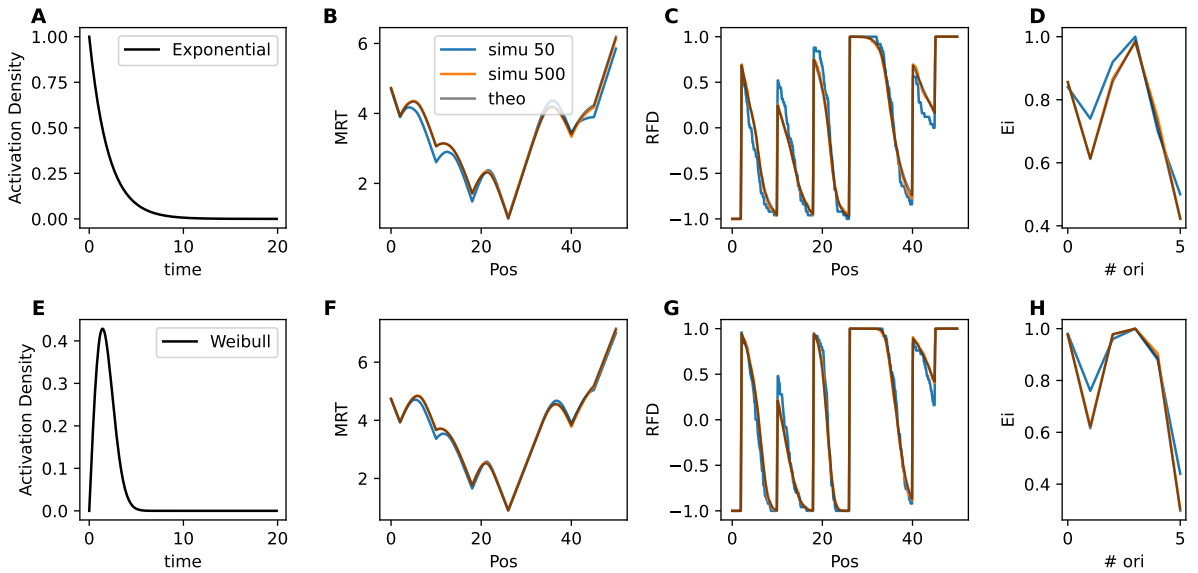 A
Activation Density
1.00
0.75
0.50
0.25
0.00
Exponential
0 10 20
time
B
MRT
6
4
2
simu 50
simu 500
theo
0 20 40
Pos
C
RFD
1.0
0.5
0.0
−0.5
−1.0
0 20 40
Pos
D
Ei
1.0
0.8
0.6
0.4
0 5
# ori
E
Activation Density
0.4
0.3
0.2
0.1
0.0
Weibull
0 10 20
time
F
MRT
6
4
2
0 20 40
Pos
G
RFD
1.0
0.5
0.0
−0.5
−1.0
0 20 40
Pos
H
Ei
1.0
0.8
0.6
0.4
0 5
# ori